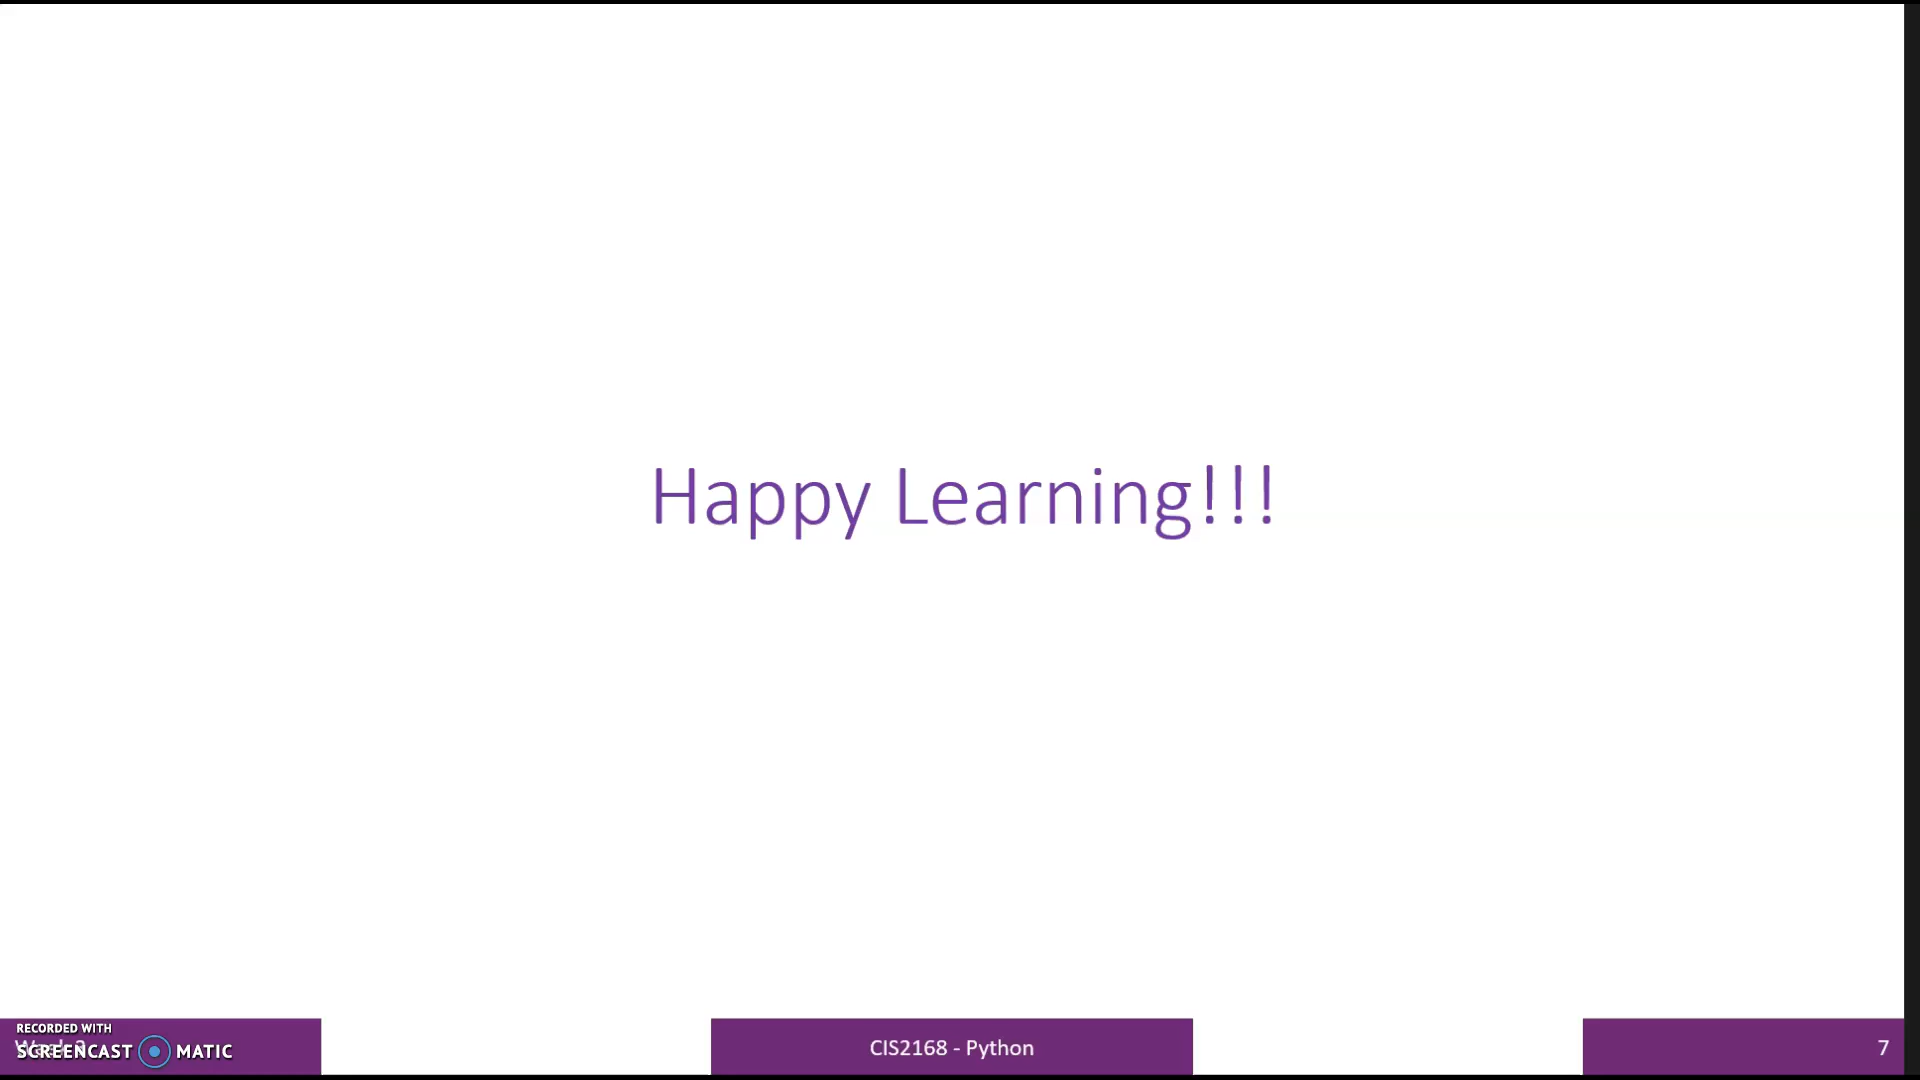 Happy Learning!!!
RECORDED WITH
SCREENCAST MATIC
CIS2168 - Python
7